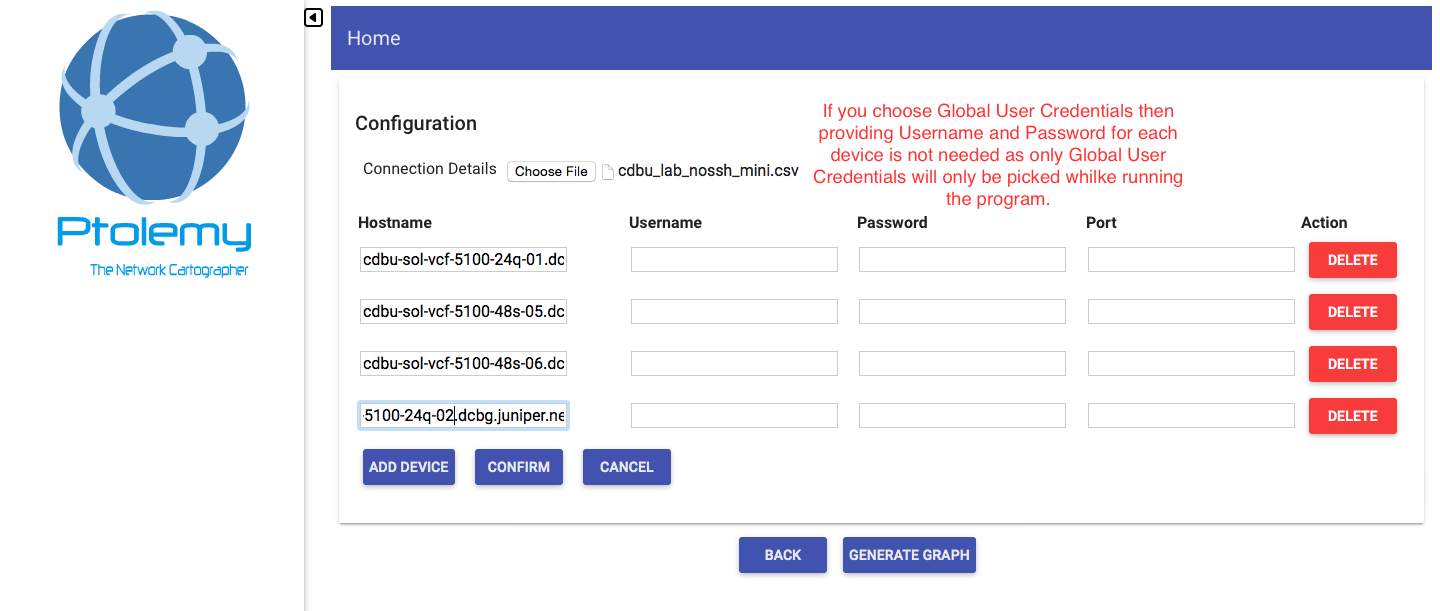 Home
Configuration
If you choose Global User Credentials then
providing Username and Password for each
device is not needed as only Global User
Credentials will only be picked whilke running
the program.
Connection Details Choose File cdbu_lab_nossh_mini.csv
Ptolemy
The Network Cartographer
Hostname Username Password Port Action
cdbu-sol-vcf-5100-24q-01.dc DELETE
cdbu-sol-vcf-5100-48s-05.dc DELETE
cdbu-sol-vcf-5100-48s-06.dc DELETE
-5100-24q-02.dcbg.juniper.ne DELETE
ADD DEVICE CONFIRM CANCEL
BACK GENERATE GRAPH